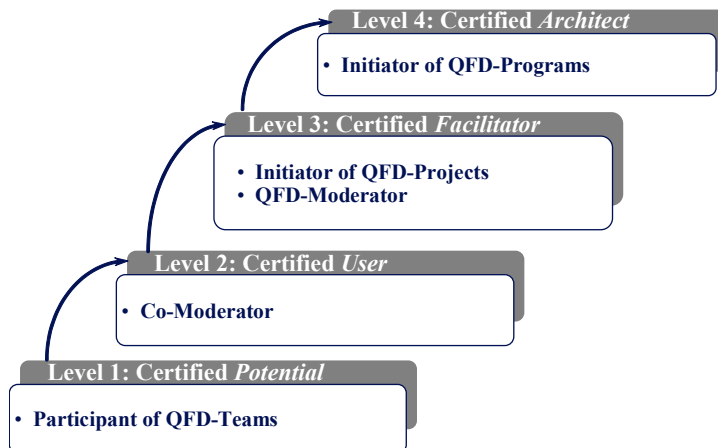 Level 4: Certified Architect
• Initiator of QFD-Programs
Level 3: Certified Facilitator
• Initiator of QFD-Projects
• QFD-Moderator
Level 2: Certified User
• Co-Moderator
Level 1: Certified Potential
• Participant of QFD-Teams